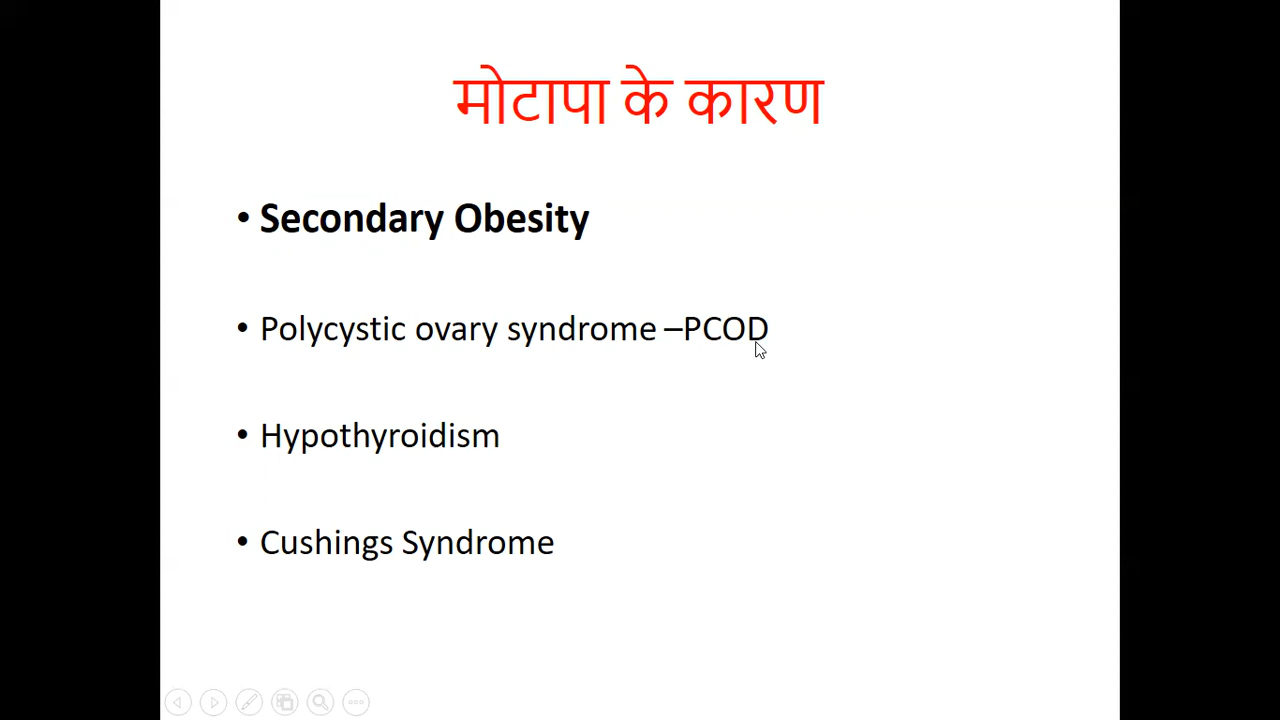 मोटापा के कारण
• Secondary Obesity
• Polycystic ovary syndrome –PCOD
• Hypothyroidism
• Cushings Syndrome